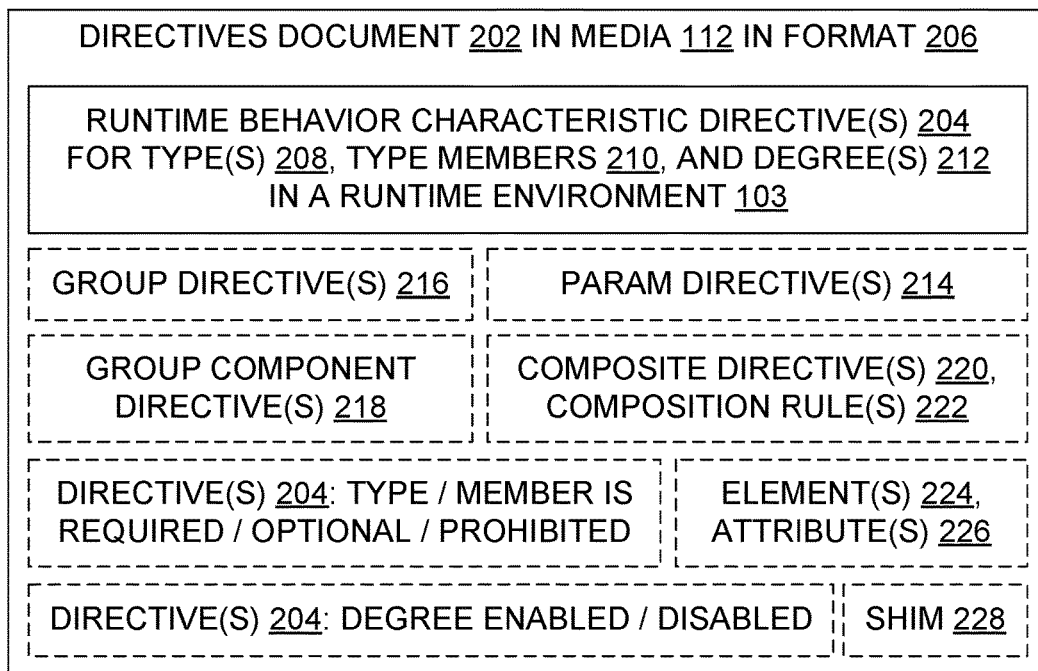 DIRECTIVES DOCUMENT 202 IN MEDIA 112 IN FORMAT 206
RUNTIME BEHAVIOR CHARACTERISTIC DIRECTIVE(S) 204
FOR TYPE(S) 208, TYPE MEMBERS 210, AND DEGREE(S) 212
IN A RUNTIME ENVIRONMENT 103
GROUP DIRECTIVE(S) 216
PARAM DIRECTIVE(S) 214
GROUP COMPONENT
DIRECTIVE(S) 218
COMPOSITE DIRECTIVE(S) 220,
COMPOSITION RULE(S) 222
DIRECTIVE(S) 204: TYPE / MEMBER IS
REQUIRED / OPTIONAL / PROHIBITED
ELEMENT(S) 224,
ATTRIBUTE(S) 226
DIRECTIVE(S) 204: DEGREE ENABLED / DISABLED
SHIM 228